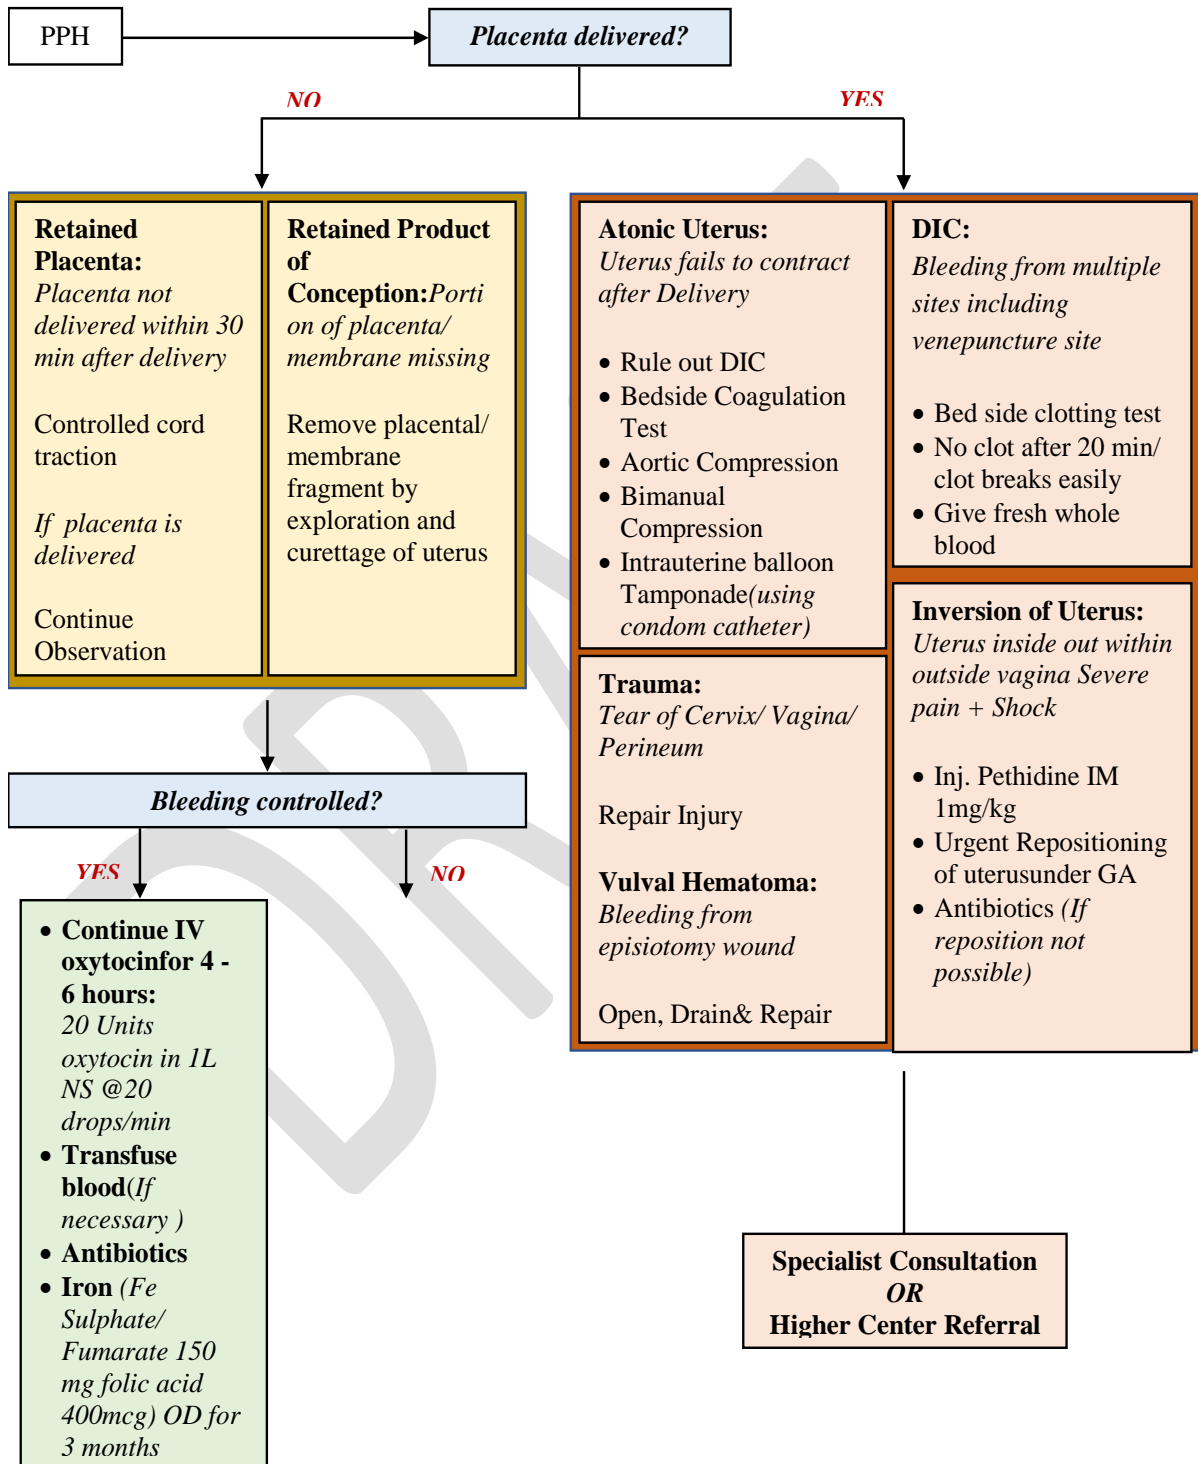 PPH
Placenta delivered?
NO
YES
Retained
Placenta:
Placenta not
delivered within 30
min after delivery
Controlled cord
traction
If placenta is
delivered
Continue
Observation
Retained Product
of
Conception:Porti
on of placenta/
membrane missing
Remove placental/
membrane
fragment by
exploration and
curettage of uterus
Atonic Uterus:
Uterus fails to contract
after Delivery
• Rule out DIC
• Bedside Coagulation
Test
• Aortic Compression
• Bimanual
Compression
• Intrauterine balloon
Tamponade(using
condom catheter)
DIC:
Bleeding from multiple
sites including
venepuncture site
• Bed side clotting test
• No clot after 20 min/
clot breaks easily
• Give fresh whole
blood
Trauma:
Tear of Cervix/ Vagina/
Perineum
Repair Injury
Vulval Hematoma:
Bleeding from
episiotomy wound
Open, Drain& Repair
Inversion of Uterus:
Uterus inside out within
outside vagina Severe
pain + Shock
• Inj. Pethidine IM
1mg/kg
• Urgent Repositioning
of uterusunder GA
• Antibiotics (If
reposition not
possible)
Bleeding controlled?
YES
NO
• Continue IV
oxytocinfor 4 -
6 hours:
20 Units
oxytocin in 1L
NS @20
drops/min
• Transfuse
blood(If
necessary )
• Antibiotics
• Iron (Fe
Sulphate/
Fumarate 150
mg folic acid
400mcg) OD for
3 months
Specialist Consultation
OR
Higher Center Referral
DRAFT